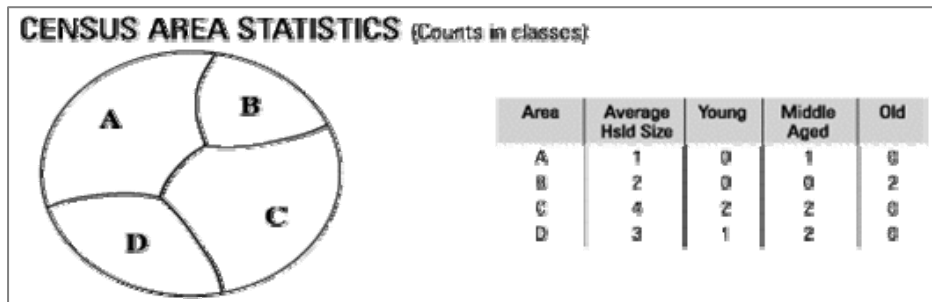 CENSUS AREA STATISTICS (Counts in classes):
A
B
C
D
Area Average Hsld Size Young Middle Aged Old
A 1 0 1 0
B 2 0 0 2
C 4 2 2 0
D 3 1 2 0